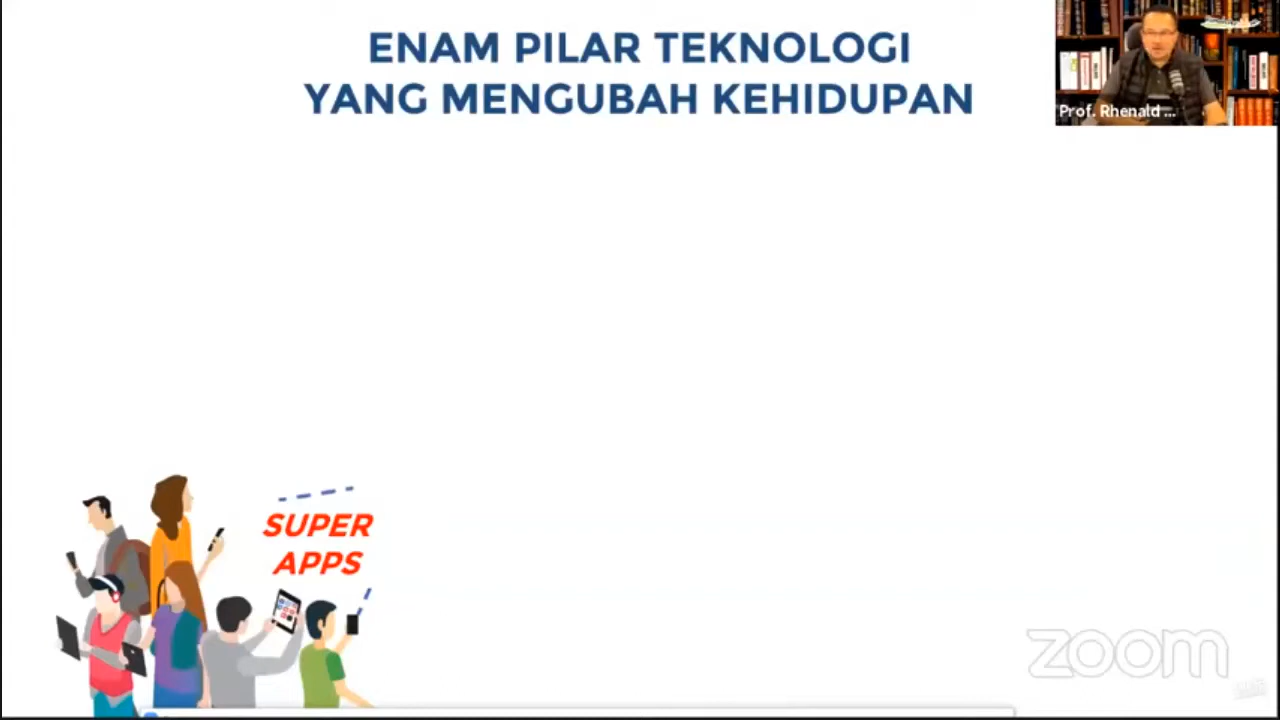 ENAM PILAR TEKNOLOGI
YANG MENGUBAH KEHIDUPAN
Prof. Rhenald ...
SUPER
APPS
zoom